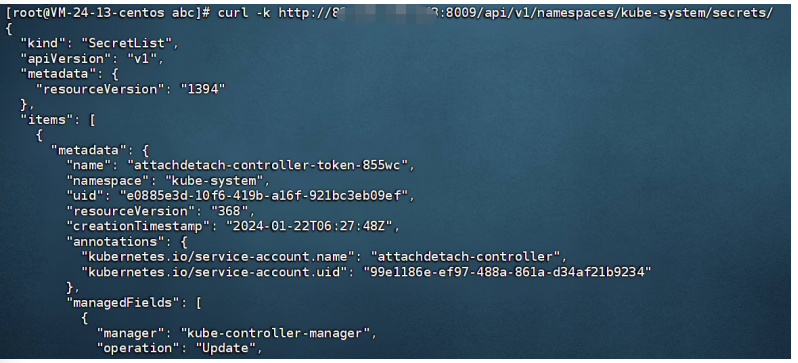 [root@VM-24-13-centos abc]# curl -k http://8 :8009/api/v1/namespaces/kube-system/secrets/
{
  "kind": "SecretList",
  "apiVersion": "v1",
  "metadata": {
    "resourceVersion": "1394"
  },
  "items": [
    {
      "metadata": {
        "name": "attachdetach-controller-token-855wc",
        "namespace": "kube-system",
        "uid": "e0885e3d-10f6-419b-a16f-921bc3eb09ef",
        "resourceVersion": "368",
        "creationTimestamp": "2024-01-22T06:27:48Z",
        "annotations": {
          "kubernetes.io/service-account.name": "attachdetach-controller",
          "kubernetes.io/service-account.uid": "99e1186e-ef97-488a-861a-d34af21b9234"
        },
        "managedFields": [
          {
            "manager": "kube-controller-manager",
            "operation": "Update",